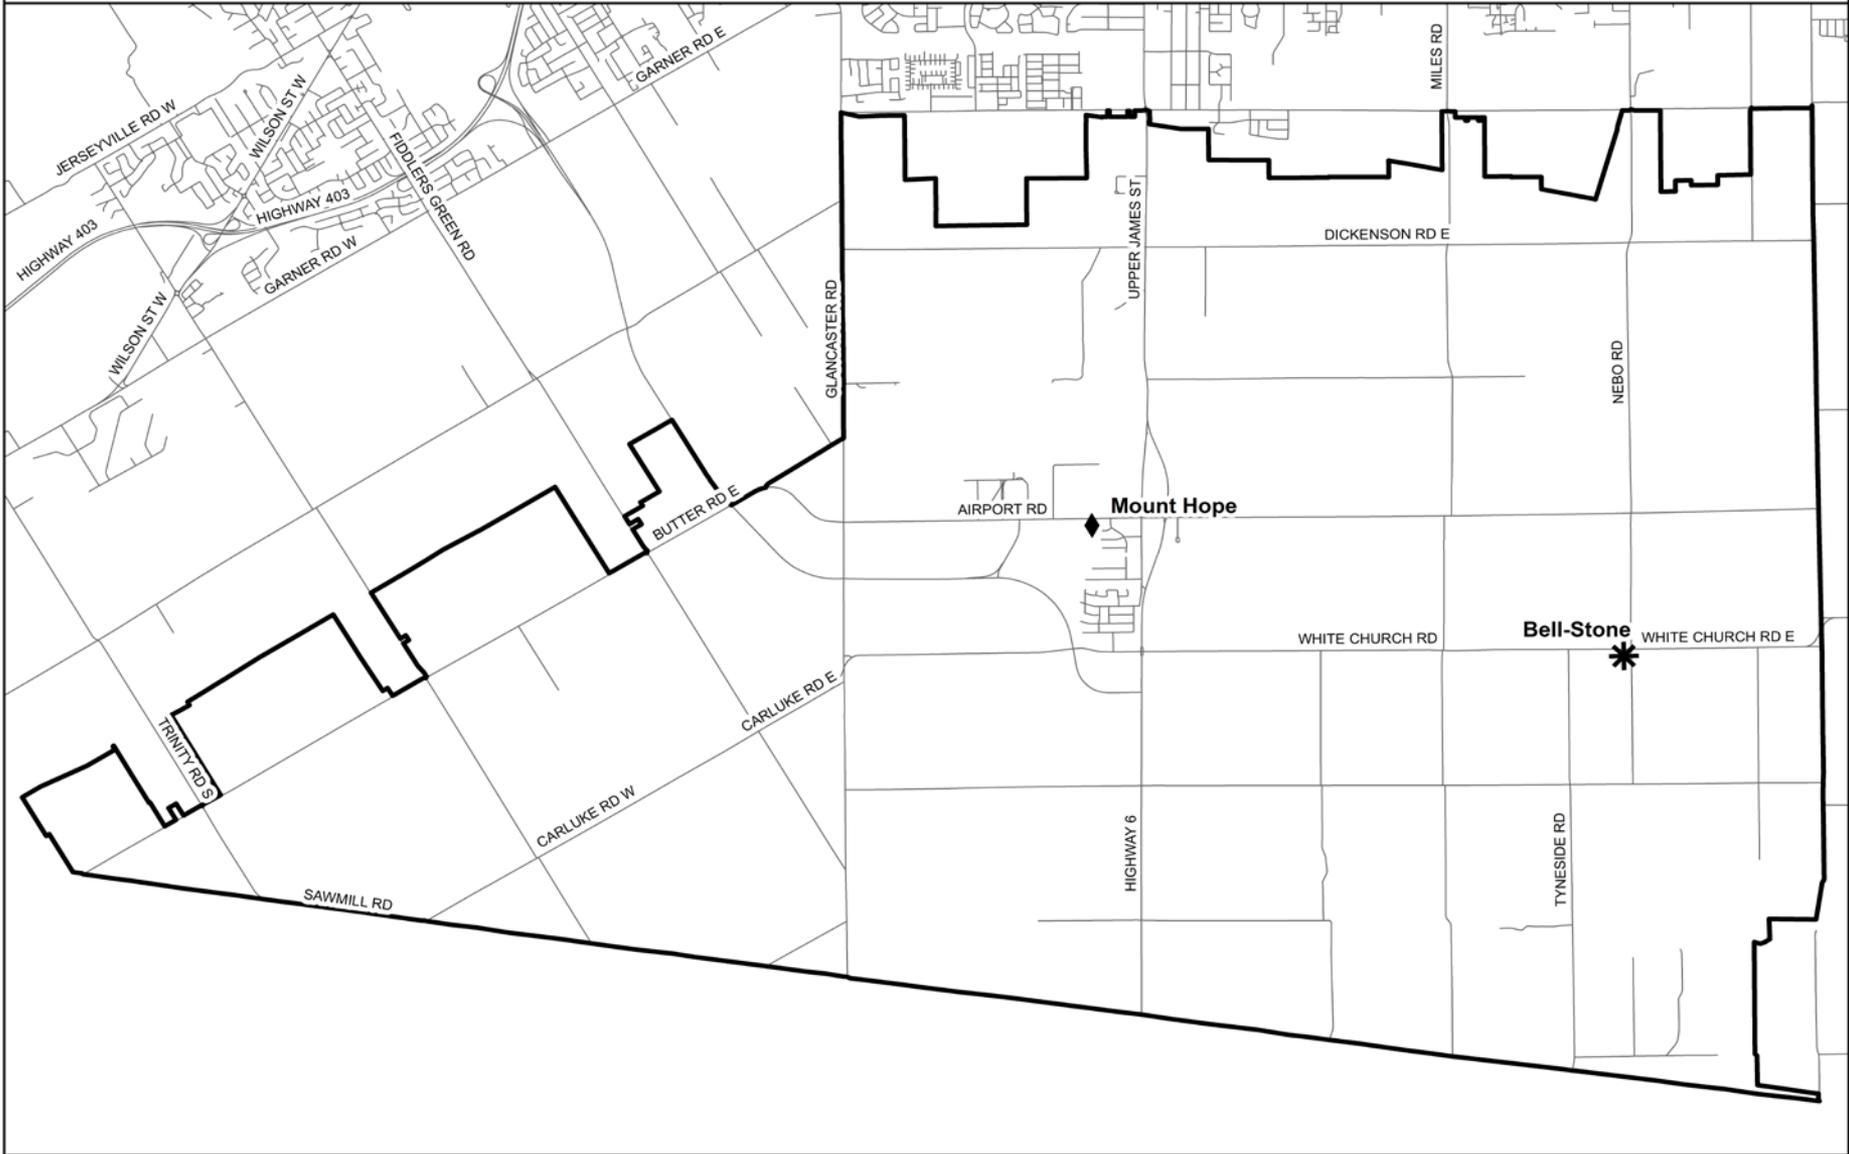 GARNER RD E
MILES RD
JERSEYVILLE RD W
WILSON ST W
FIDDLERS GREEN RD
HIGHWAY 403
HIGHWAY 403
GARNER RD W
UPPER JAMES ST
DICKENSON RD E
WILSON ST W
GLANCASTER RD
NEBO RD
BUTTER RD E
AIRPORT RD
Mount Hope
Bell-Stone
WHITE CHURCH RD
WHITE CHURCH RD E
CARLUKE RD E
TRINITY RD S
CARLUKE RD W
HIGHWAY 6
TYNESIDE RD
SAWMILL RD